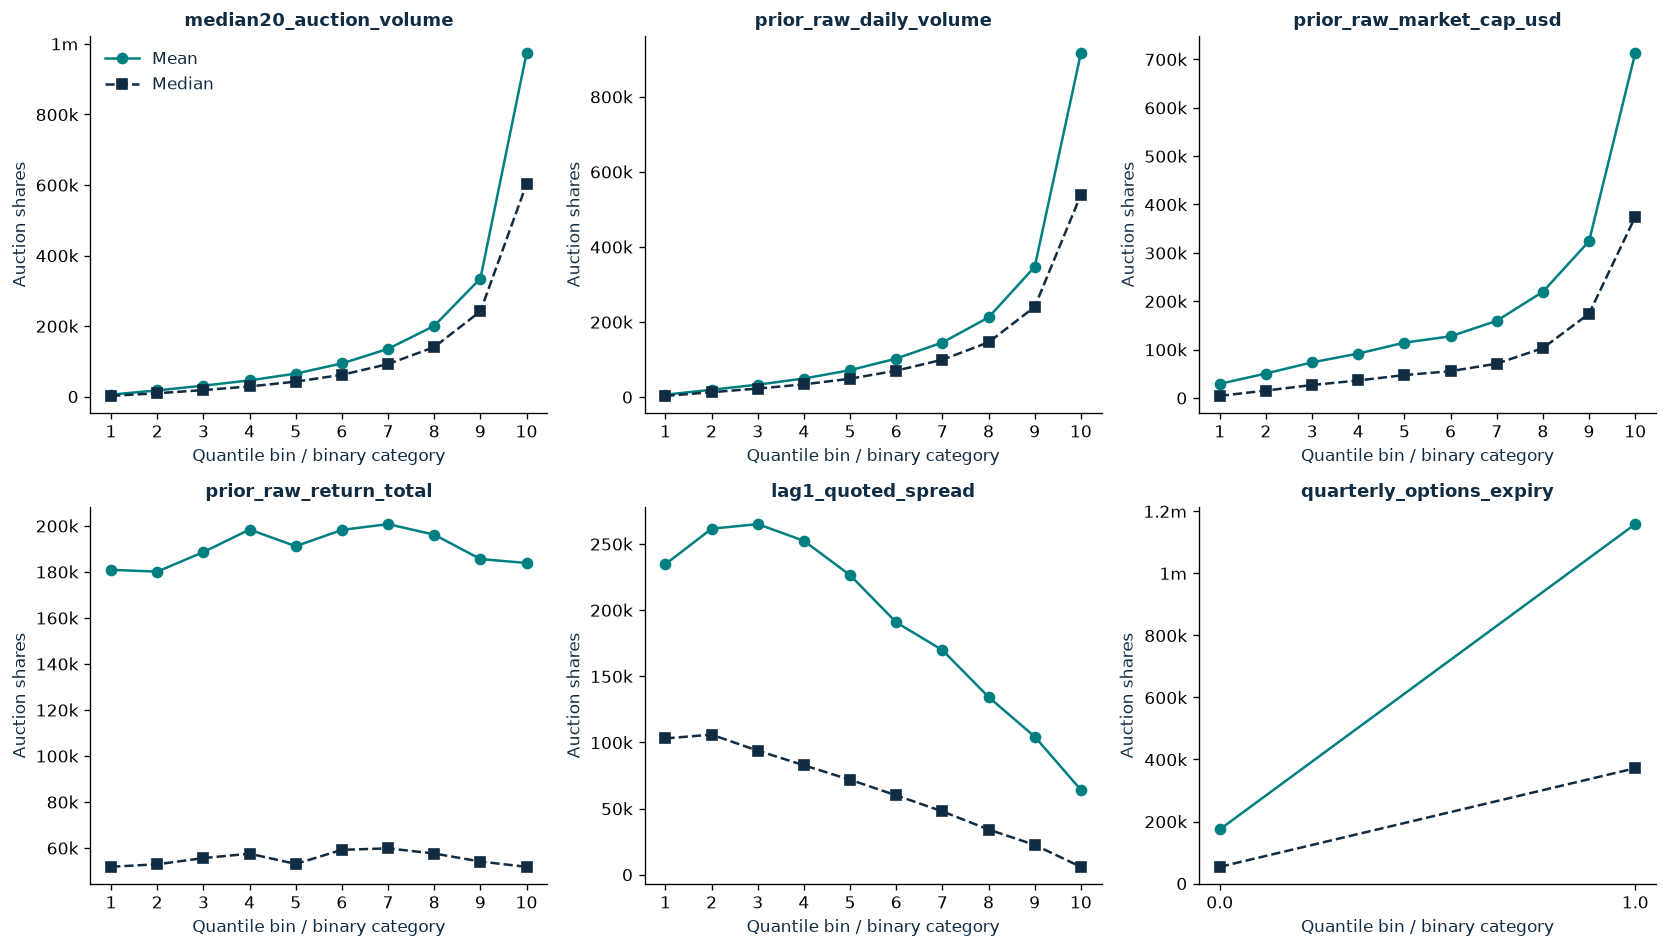 median20_auction_volume
1m
800k
600k
400k
200k
0
Auction shares
Mean
Median
1 2 3 4 5 6 7 8 9 10
Quantile bin / binary category
prior_raw_daily_volume
800k
600k
400k
200k
0
Auction shares
1 2 3 4 5 6 7 8 9 10
Quantile bin / binary category
prior_raw_market_cap_usd
700k
600k
500k
400k
300k
200k
100k
0
Auction shares
1 2 3 4 5 6 7 8 9 10
Quantile bin / binary category
prior_raw_return_total
200k
180k
160k
140k
120k
100k
80k
60k
Auction shares
1 2 3 4 5 6 7 8 9 10
Quantile bin / binary category
lag1_quoted_spread
250k
200k
150k
100k
50k
0
Auction shares
1 2 3 4 5 6 7 8 9 10
Quantile bin / binary category
quarterly_options_expiry
1.2m
1m
800k
600k
400k
200k
0
Auction shares
0.0 1.0
Quantile bin / binary category